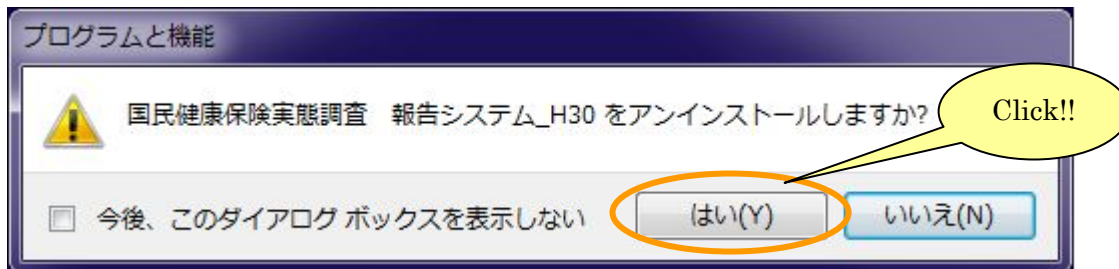 プログラムと機能
国民健康保険実態調査　報告システム_H30 をアンインストールしますか?
Click!!
今後、このダイアログ ボックスを表示しない
はい(Y)
いいえ(N)